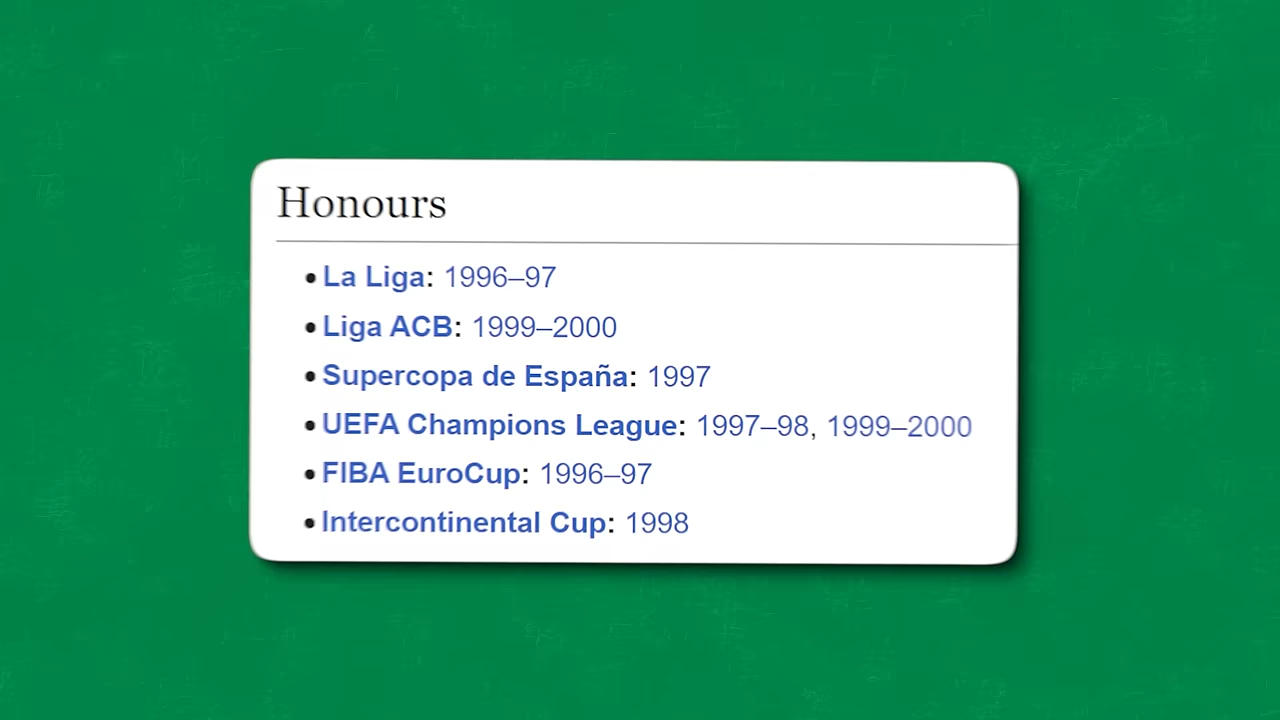 Honours
• La Liga: 1996–97
• Liga ACB: 1999–2000
• Supercopa de España: 1997
• UEFA Champions League: 1997–98, 1999–2000
• FIBA EuroCup: 1996–97
• Intercontinental Cup: 1998